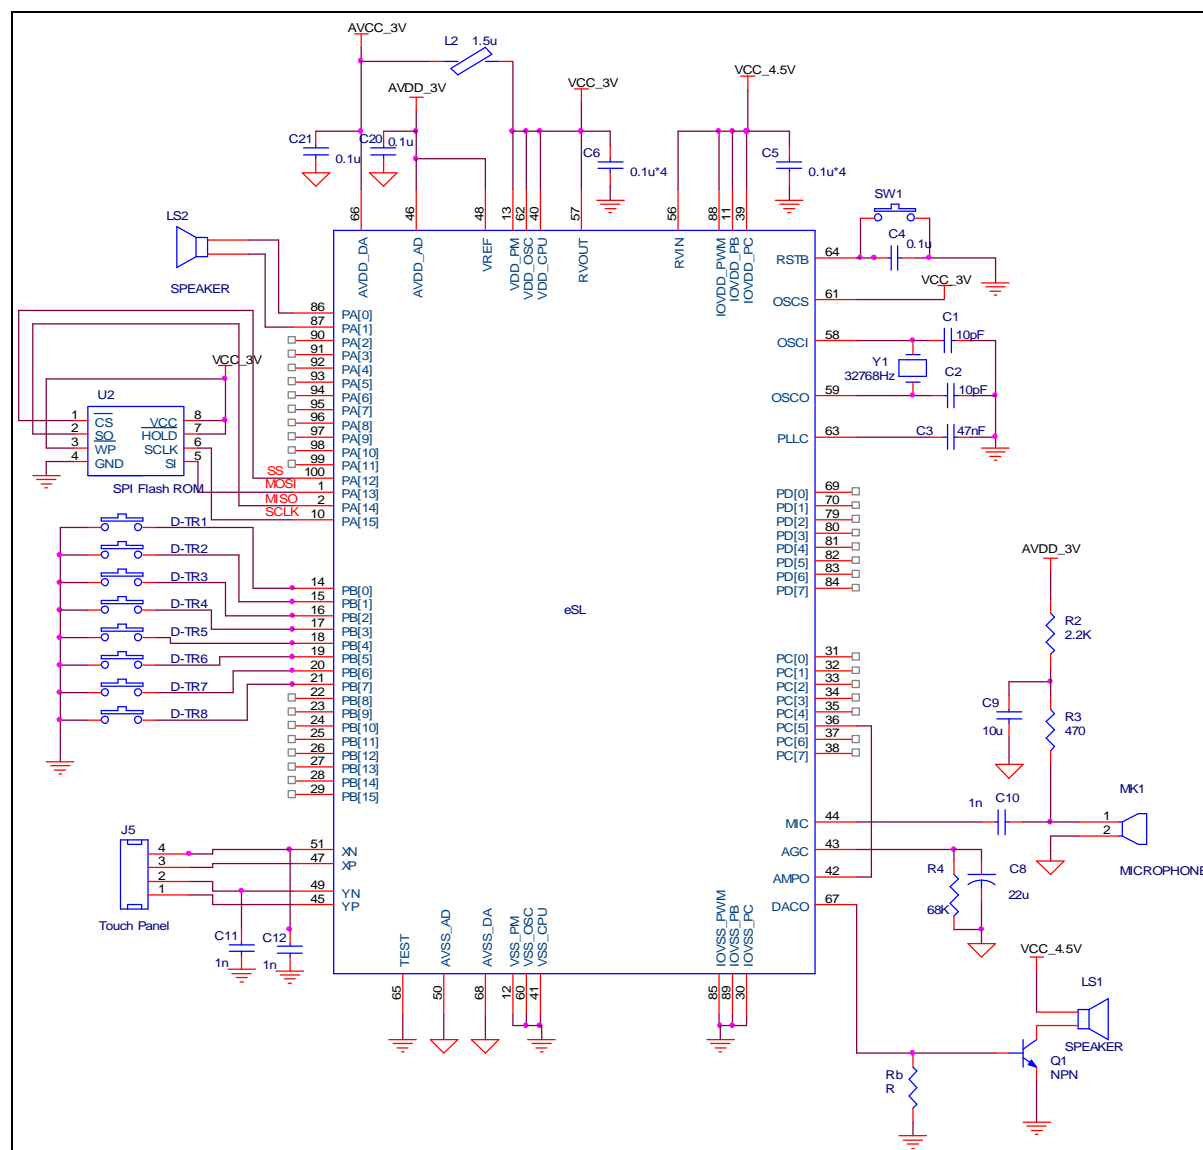 AVCC_3V
L2 1.5u
AVDD_3V
VCC_3V
VCC_4.5V
C21 0.1u
C20 0.1u
C6 0.1u*4
C5 0.1u*4
SW1
C4 0.1u
LS2
SPEAKER
66 46 48 13 62 40 57 56 88 11 39
AVDD_DA
AVDD_AD
VREF
VDD_PM
VDD_OSC
VDD_CPU
RVOUT
RVIN
IOVDD_PWM
IOVDD_PB
IOVDD_PC
RSTB 64
OSCS 61
VCC_3V
OSCI 58
C1 10pF
Y1
32768Hz
C2 10pF
OSCO 59
PLLC 63
C3 47nF
86 PA[0]
87 PA[1]
90 PA[2]
91 PA[3]
92 PA[4]
93 PA[5]
94 PA[6]
95 PA[7]
96 PA[8]
97 PA[9]
98 PA[10]
99 PA[11]
SS 100 PA[12]
MOSI 1 PA[13]
MISO 2 PA[14]
SCLK 10 PA[15]
VCC_3V
U2
1 CS VCC 8
2 SO HOLD 7
3 WP SCLK 6
4 GND SI 5
SPI Flash ROM
D-TR1
D-TR2
D-TR3
D-TR4
D-TR5
D-TR6
D-TR7
D-TR8
14 PB[0]
15 PB[1]
16 PB[2]
17 PB[3]
18 PB[4]
19 PB[5]
20 PB[6]
21 PB[7]
22 PB[8]
23 PB[9]
24 PB[10]
25 PB[11]
26 PB[12]
27 PB[13]
28 PB[14]
29 PB[15]
eSL
PD[0] 69
PD[1] 70
PD[2] 79
PD[3] 80
PD[4] 81
PD[5] 82
PD[6] 83
PD[7] 84
PC[0] 31
PC[1] 32
PC[2] 33
PC[3] 34
PC[4] 35
PC[5] 36
PC[6] 37
PC[7] 38
AVDD_3V
R2
2.2K
C9
10u
R3
470
1n C10
MK1
1
2
MICROPHONE
MIC 44
AGC 43
AMPO 42
DACO 67
R4
68K
C8
22u
J5
4
3
2
1
Touch Panel
51 XN
47 XP
49 YN
45 YP
C11
1n
C12
1n
TEST
AVSS_AD
AVSS_DA
VSS_PM
VSS_OSC
VSS_CPU
IOVSS_PWM
IOVSS_PB
IOVSS_PC
65 50 68 12 60 41 85 89 30
VCC_4.5V
LS1
SPEAKER
Q1
NPN
Rb
R